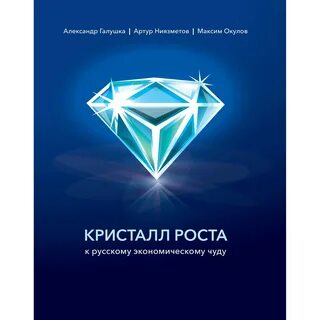 Александр Галушка | Артур Ниязметов | Максим Окулов
КРИСТАЛЛ РОСТА
к русскому экономическому чуду